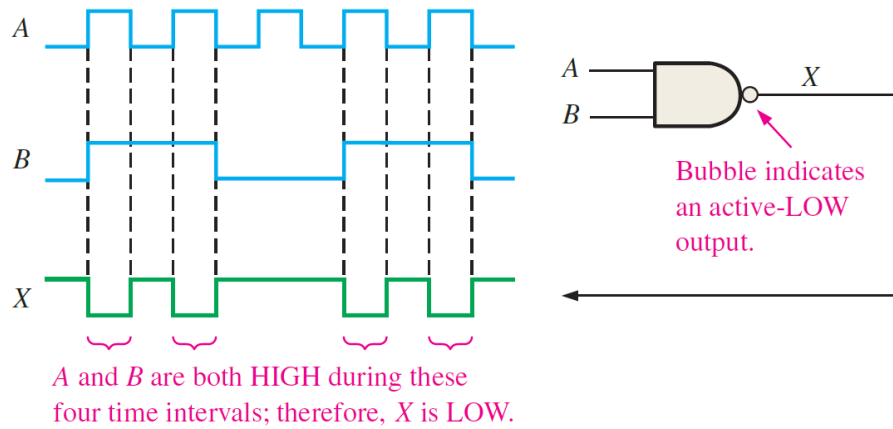 A
B
X
A and B are both HIGH during these
four time intervals; therefore, X is LOW.
A
B
X
Bubble indicates
an active-LOW
output.